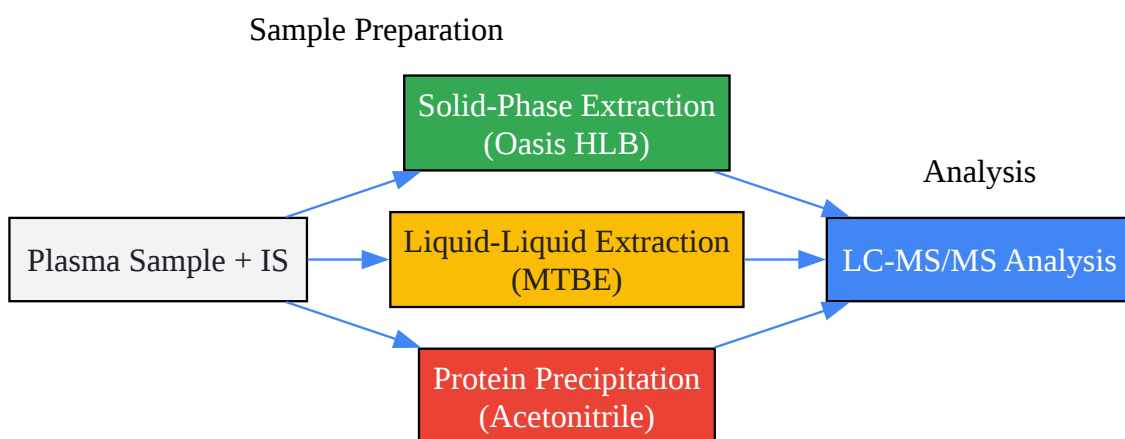 Sample Preparation
Solid-Phase Extraction
(Oasis HLB)
Analysis
Plasma Sample + IS
Liquid-Liquid Extraction
(MTBE)
LC-MS/MS Analysis
Protein Precipitation
(Acetonitrile)